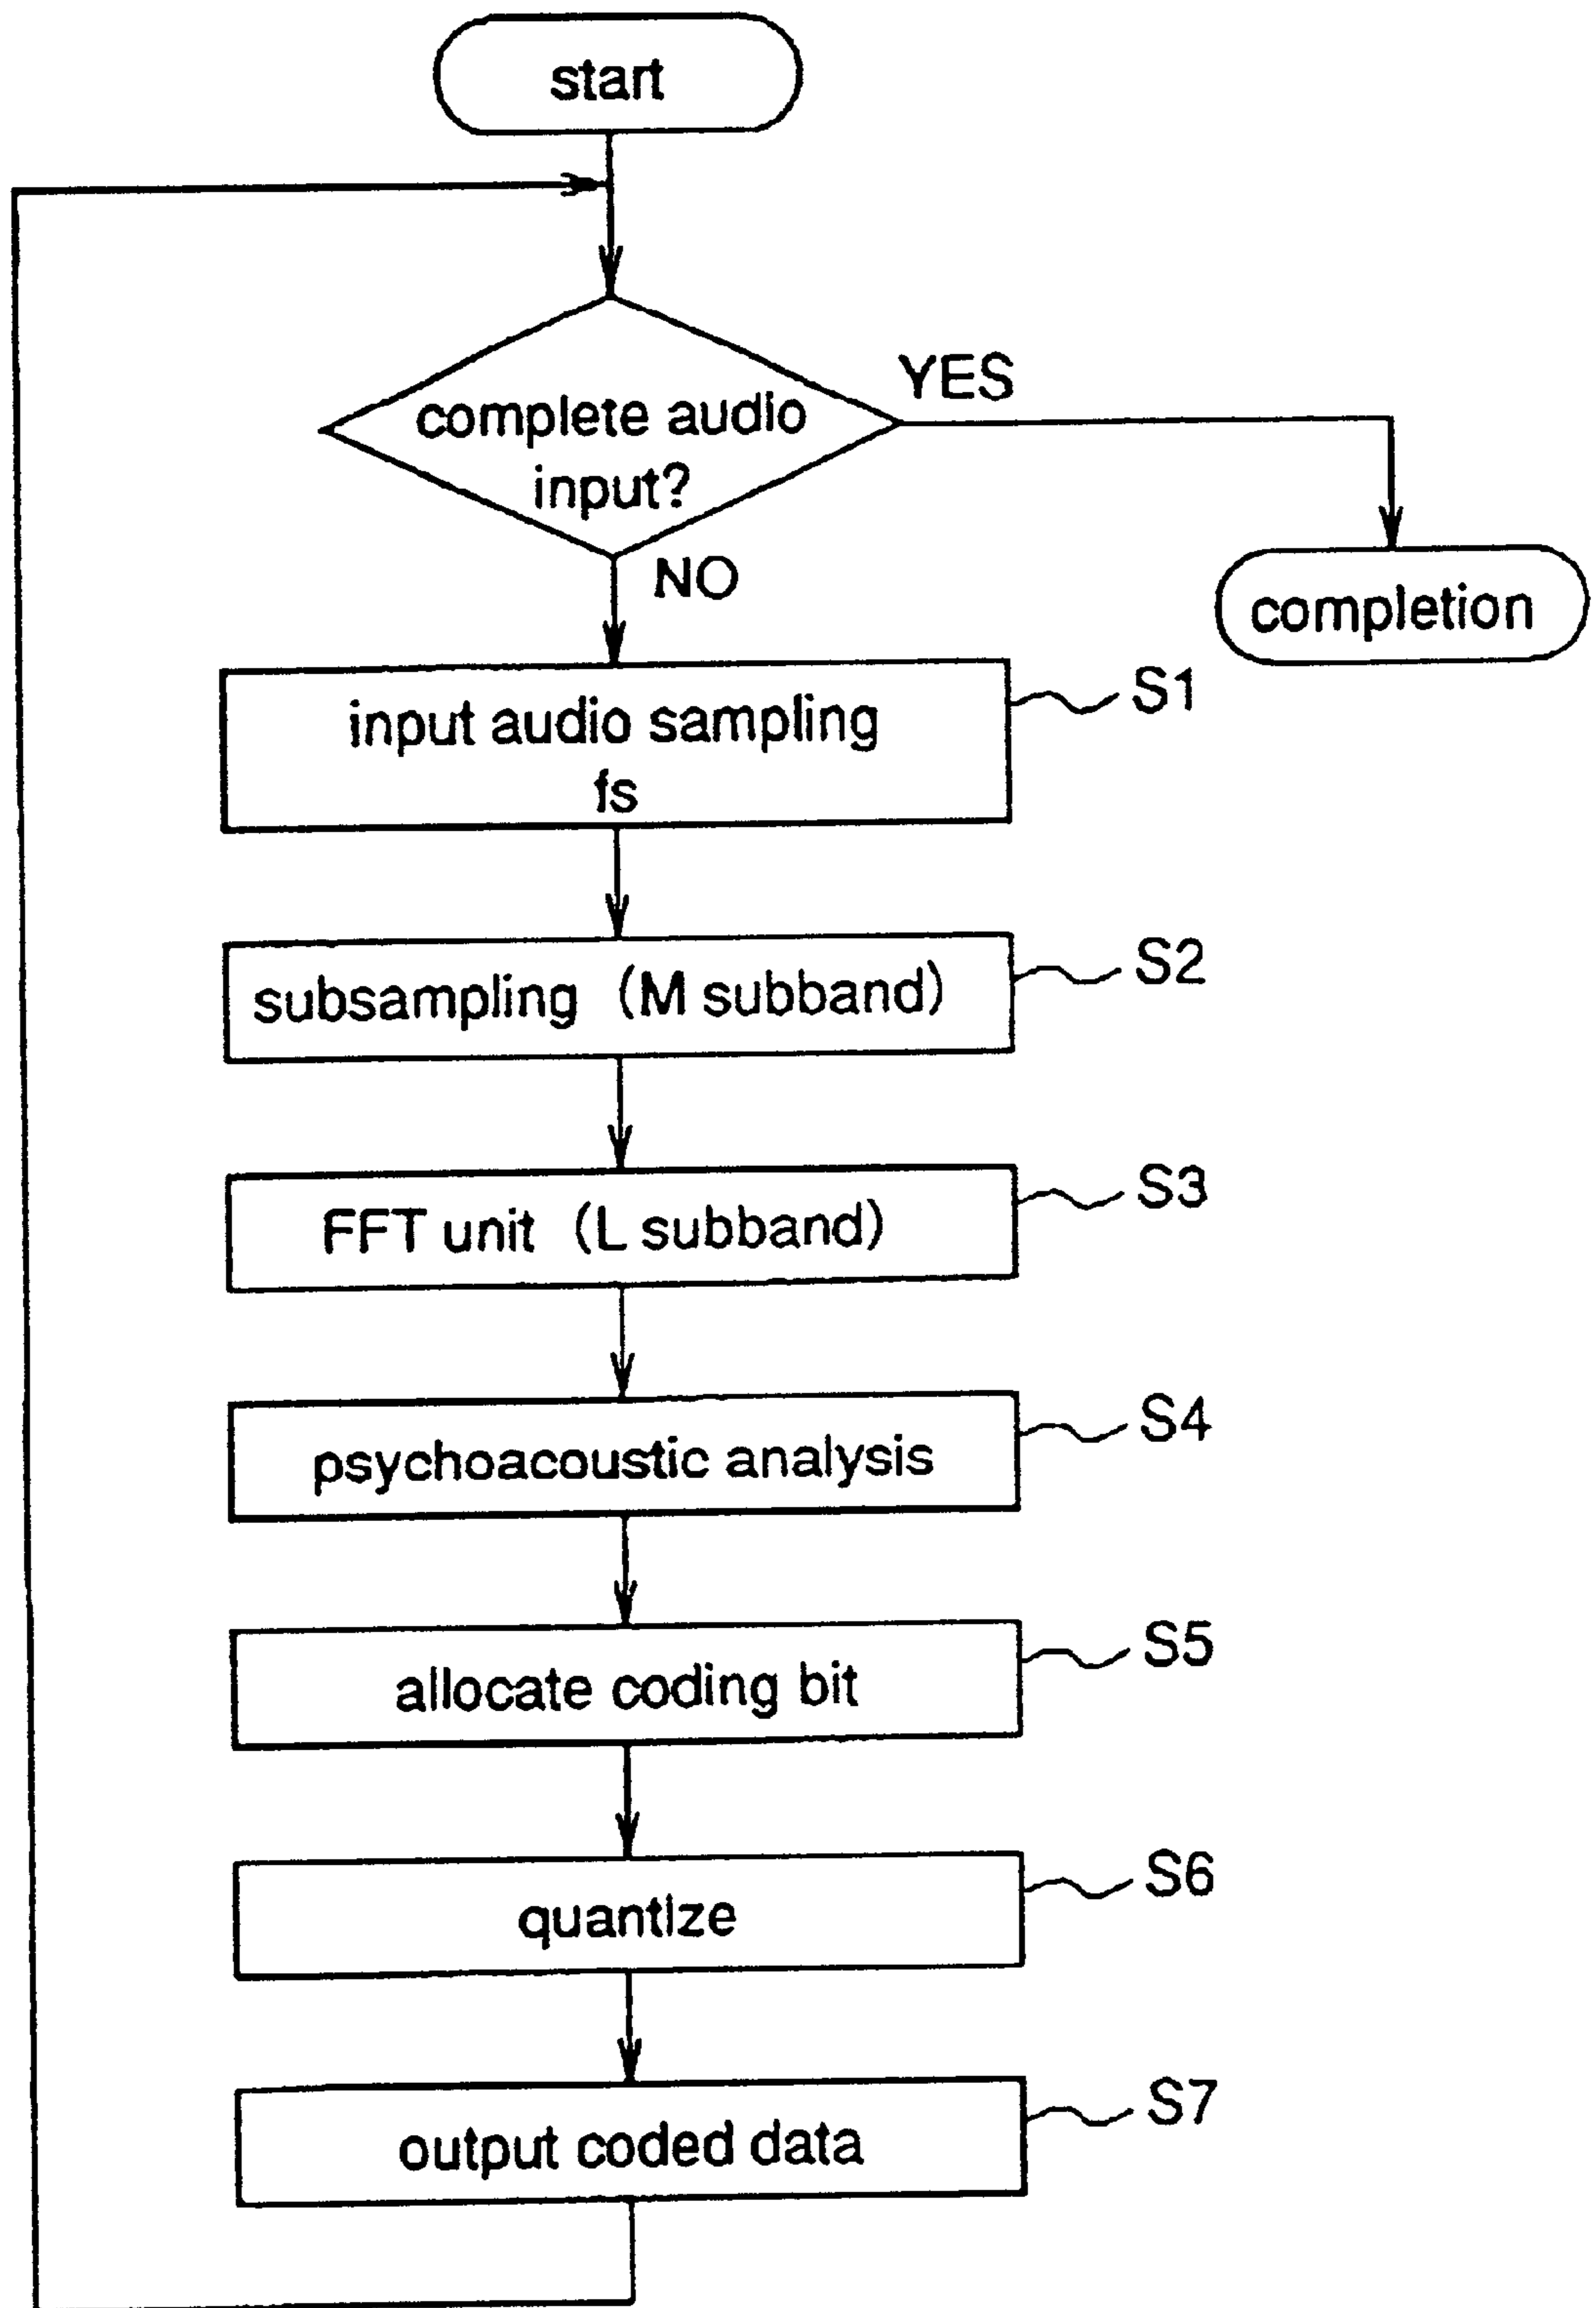 start
complete audio
input?
YES
NO
completion
input audio sampling
fs
S1
subsampling (M subband)
S2
FFT unit (L subband)
S3
psychoacoustic analysis
S4
allocate coding bit
S5
quantize
S6
output coded data
S7